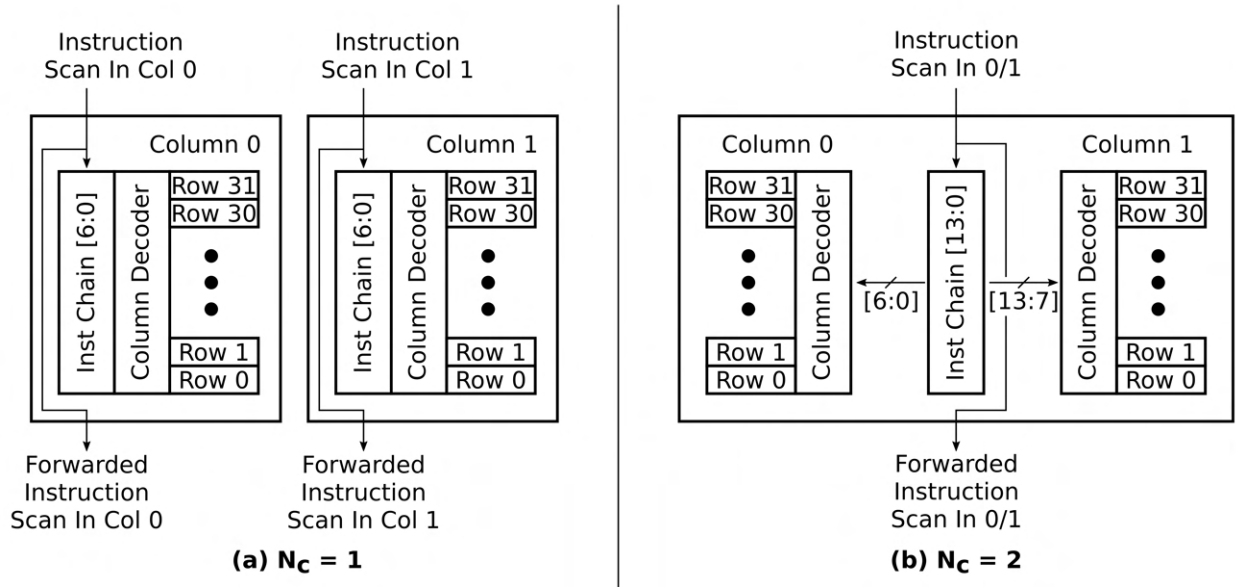 Instruction
Scan In Col 0
Instruction
Scan In Col 1
Column 0
Column 1
Inst Chain [6:0]
Column Decoder
Row 31
Row 30
Row 1
Row 0
Inst Chain [6:0]
Column Decoder
Row 31
Row 30
Row 1
Row 0
Forwarded
Instruction
Scan In Col 0
Forwarded
Instruction
Scan In Col 1
(a) Nc = 1
Instruction
Scan In 0/1
Column 0
Column 1
Row 31
Row 30
Row 1
Row 0
Column Decoder
[6:0]
Inst Chain [13:0]
[13:7]
Column Decoder
Row 31
Row 30
Row 1
Row 0
Forwarded
Instruction
Scan In 0/1
(b) Nc = 2